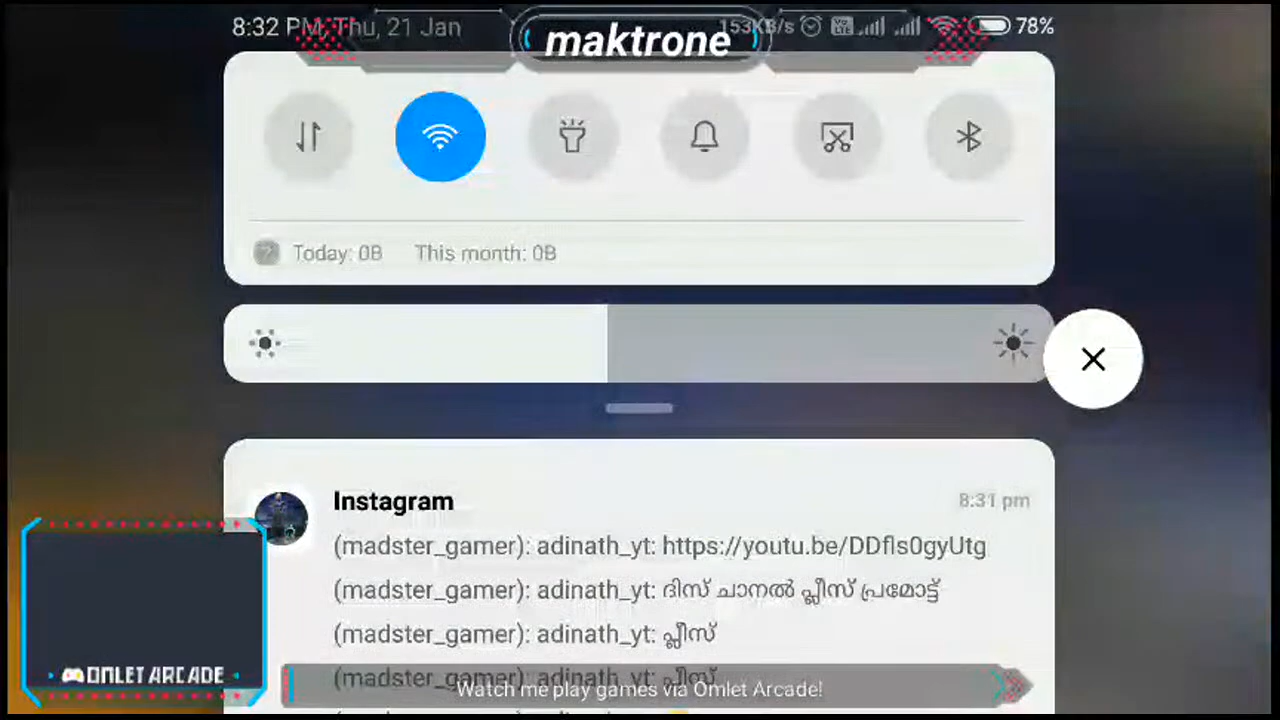 8:32 PM, Thu, 21 Jan
maktrone
153KB/s
78%
Today: 0B This month: 0B
Instagram 8:31 pm
(madster_gamer): adinath_yt: https://youtu.be/DDfls0gyUtg
(madster_gamer): adinath_yt: ദിസ് ചാനൽ പ്ലീസ് പ്രമോട്ട്
(madster_gamer): adinath_yt: പ്ലീസ്
(madster_gamer): adinath_yt: പ്ലീസ്
Watch me play games via Omlet Arcade!
OMLET ARCADE